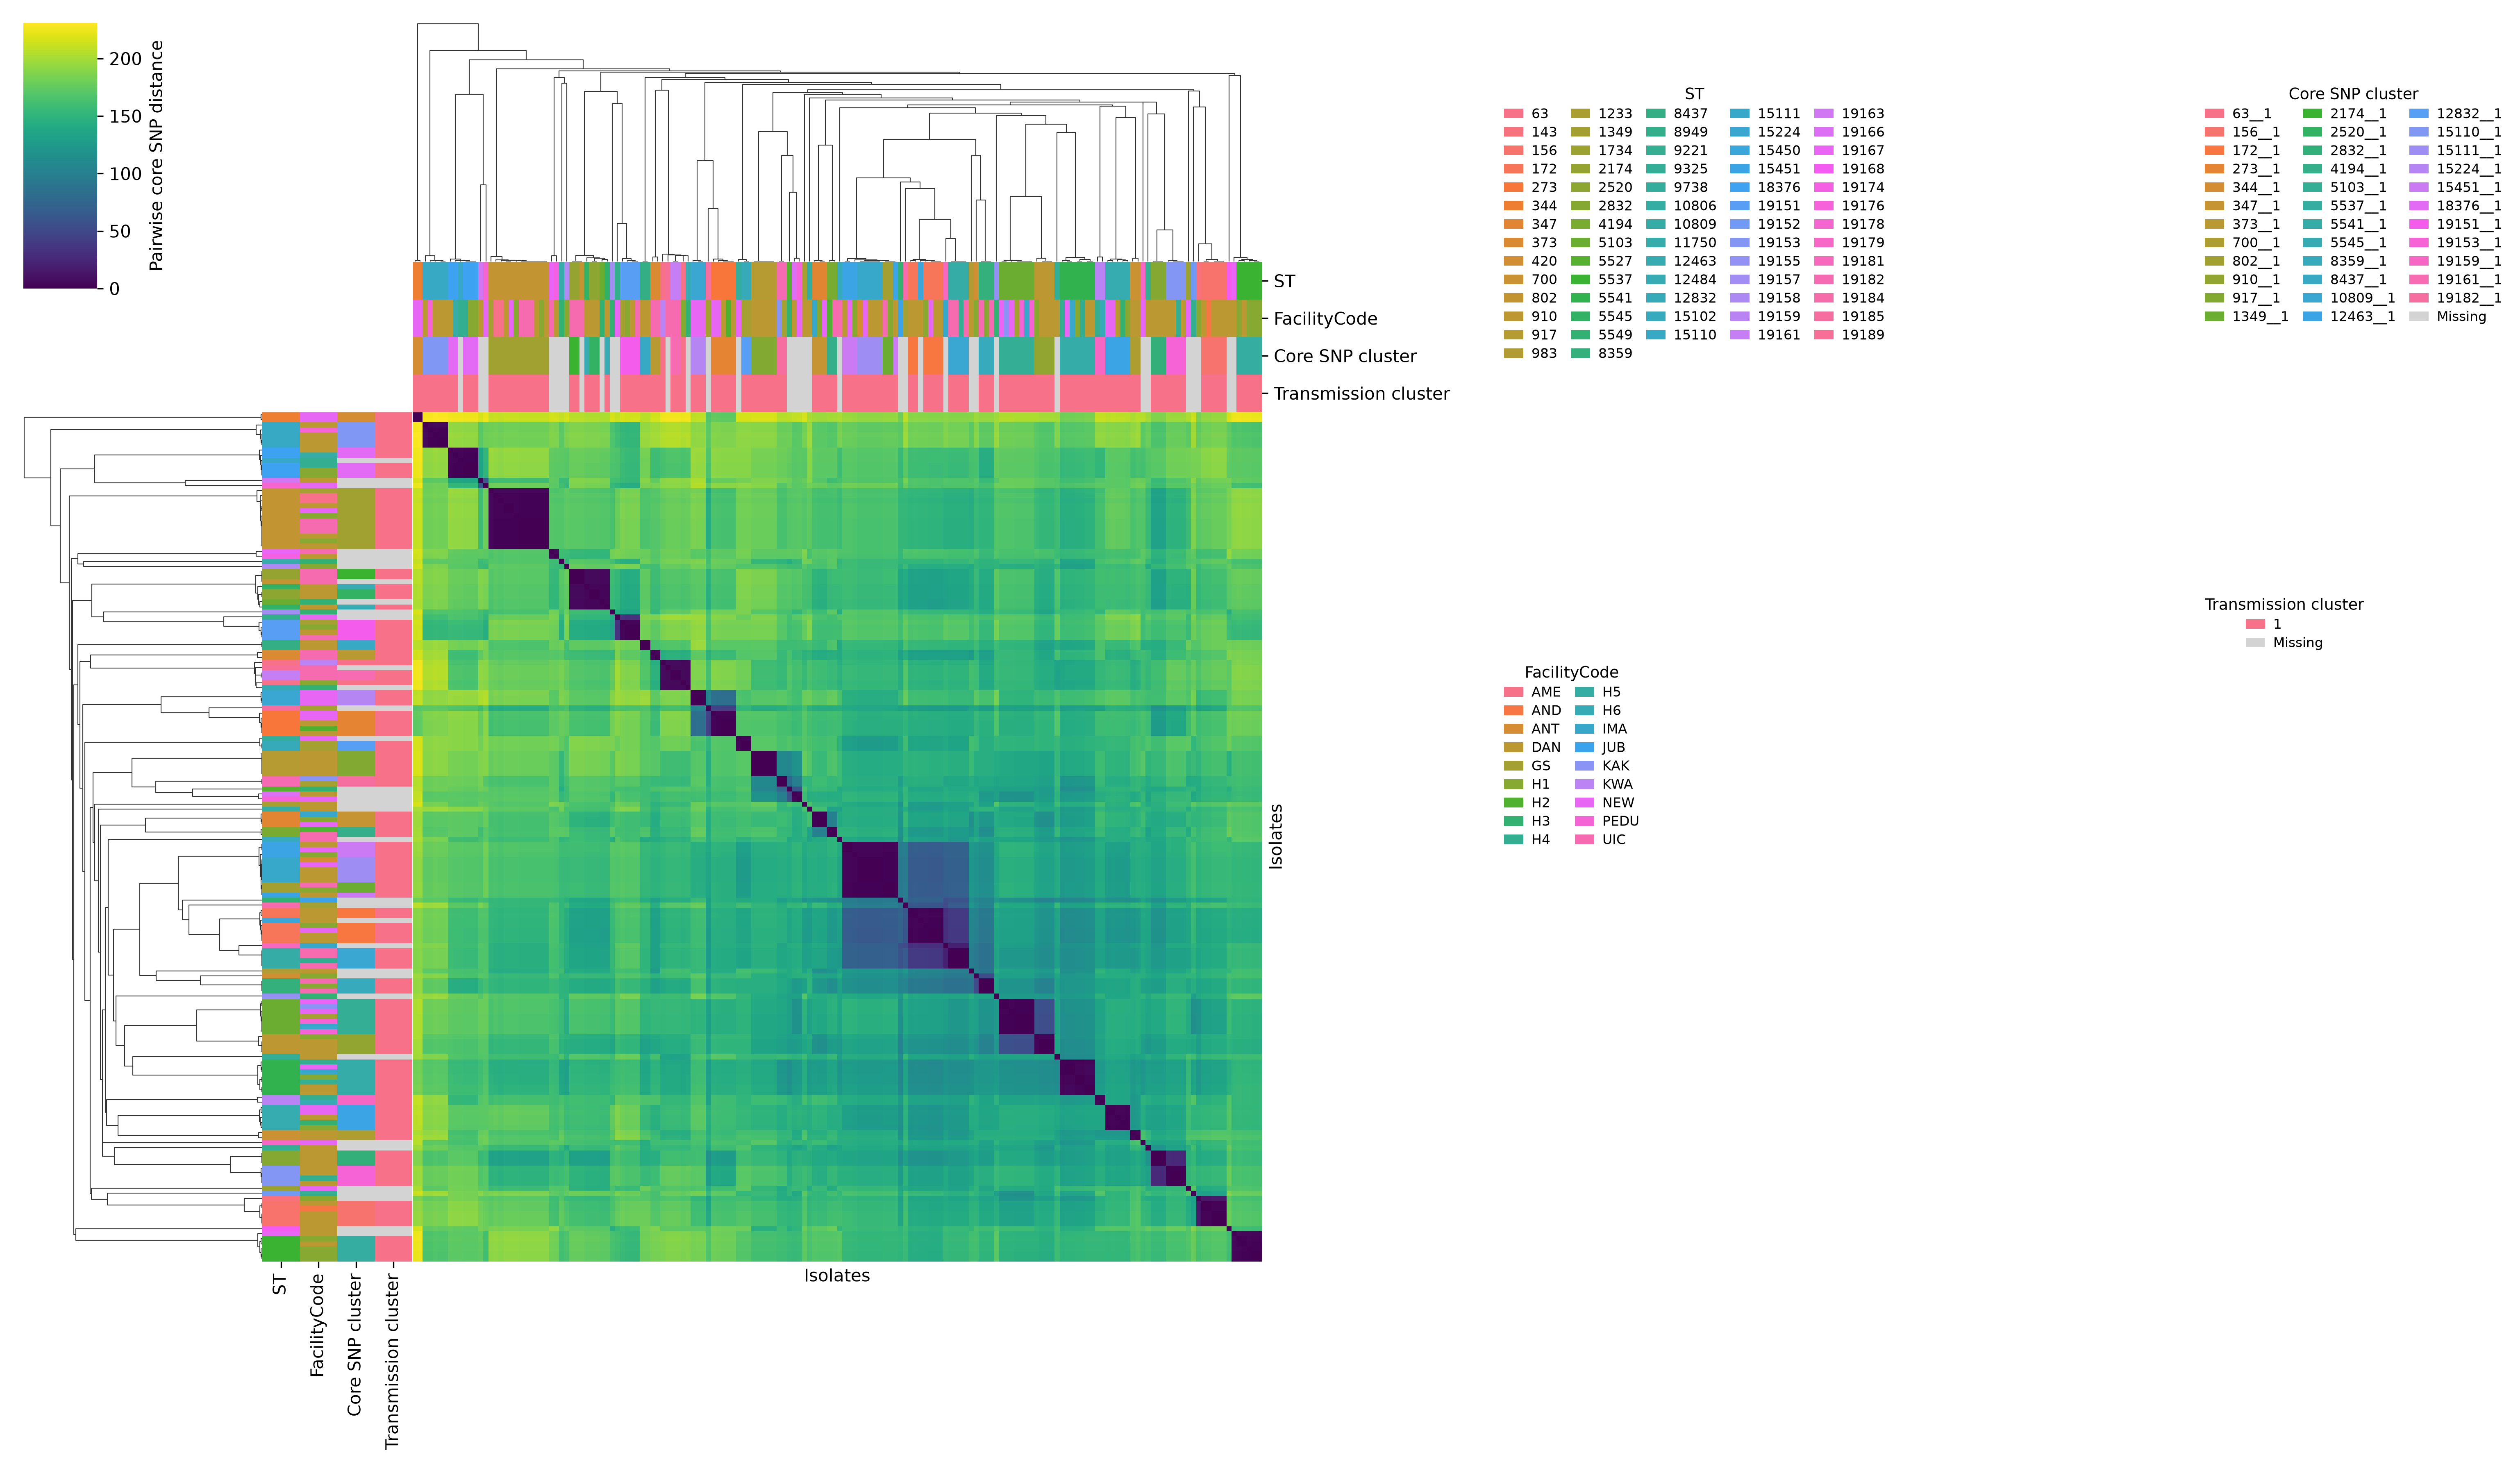 200
150
100
50
0
Pairwise core SNP distance
ST
FacilityCode
Core SNP cluster
Transmission cluster
Isolates
Isolates
ST
FacilityCode
Core SNP cluster
Transmission cluster
ST
63 1233 8437 15111 19163
143 1349 8949 15224 19166
156 1734 9221 15450 19167
172 2174 9325 15451 19168
273 2520 9738 18376 19174
344 2832 10806 19151 19176
347 4194 10809 19152 19178
373 5103 11750 19153 19179
420 5527 12463 19155 19181
700 5537 12484 19157 19182
802 5541 12832 19158 19184
910 5545 15102 19159 19185
917 5549 15110 19161 19189
983 8359
Core SNP cluster
63__1 2174__1 12832__1
156__1 2520__1 15110__1
172__1 2832__1 15111__1
273__1 4194__1 15224__1
344__1 5103__1 15451__1
347__1 5537__1 18376__1
373__1 5541__1 19151__1
700__1 5545__1 19153__1
802__1 8359__1 19159__1
910__1 8437__1 19161__1
917__1 10809__1 19182__1
1349__1 12463__1 Missing
Transmission cluster
1
Missing
FacilityCode
AME H5
AND H6
ANT IMA
DAN JUB
GS KAK
H1 KWA
H2 NEW
H3 PEDU
H4 UIC